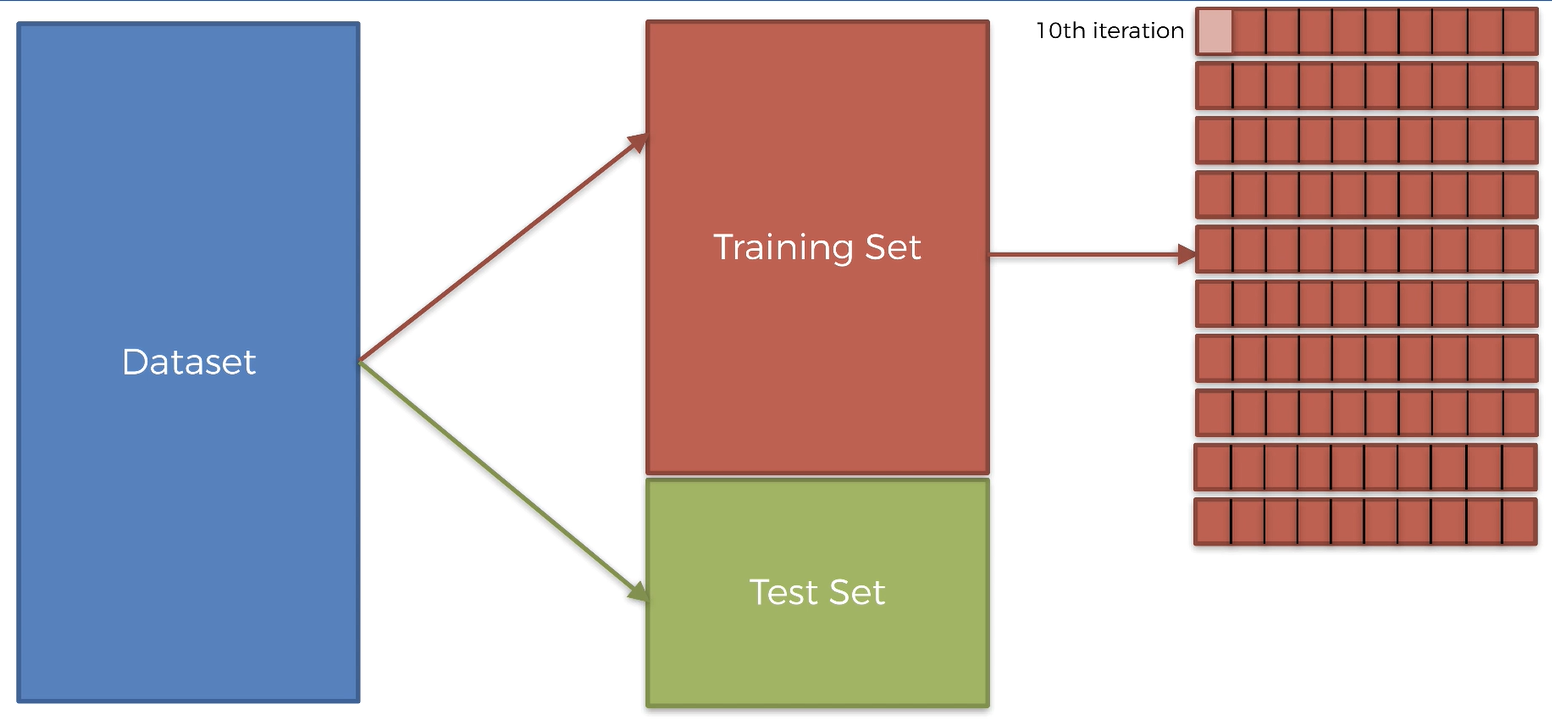 10th iteration
Training Set
Dataset
Test Set